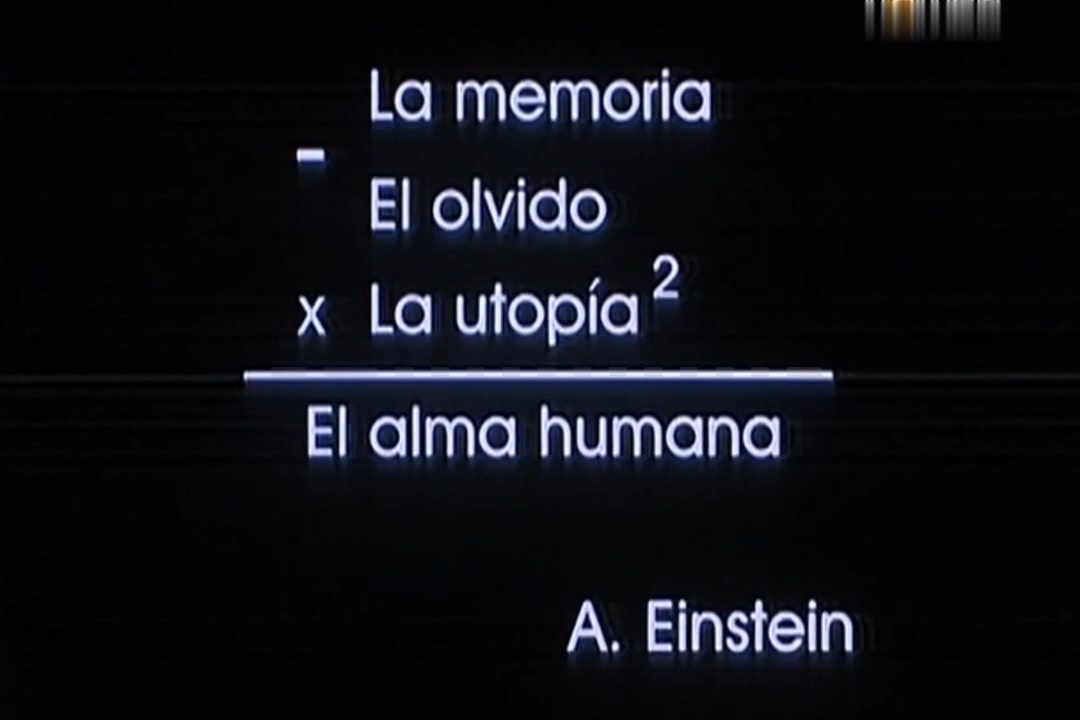 La memoria
-
El olvido
x La utopía ²
El alma humana
A. Einstein